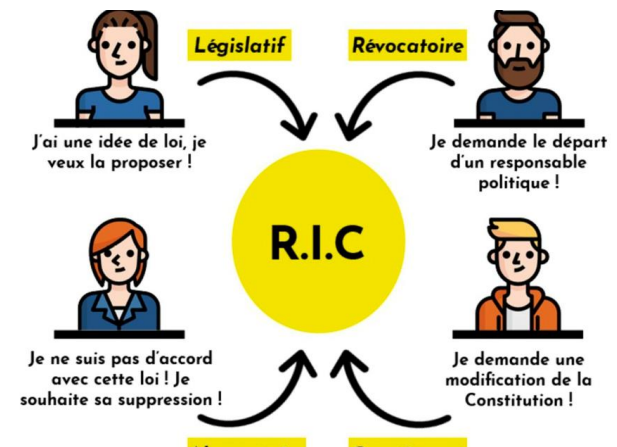 Législatif
Révocatoire
J'ai une idée de loi, je
veux la proposer !
Je demande le départ
d'un responsable
politique !
R.I.C
Je ne suis pas d'accord
avec cette loi ! Je
souhaite sa suppression !
Je demande une
modification de la
Constitution !